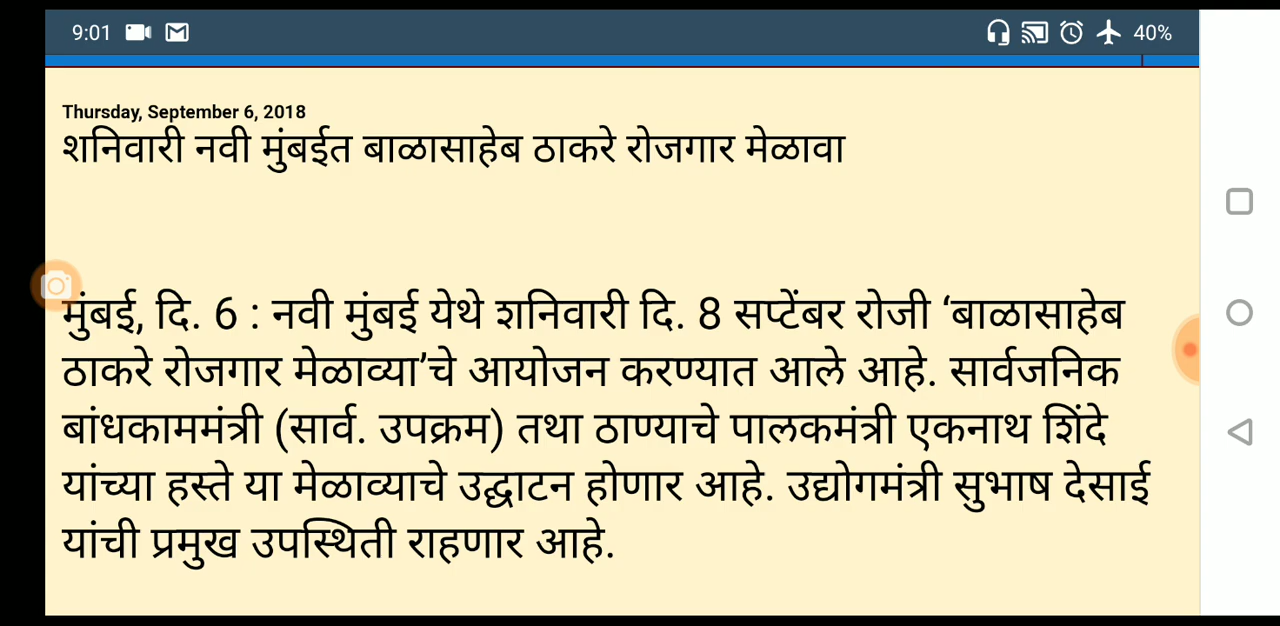 9:01
40%
Thursday, September 6, 2018
शनिवारी नवी मुंबईत बाळासाहेब ठाकरे रोजगार मेळावा
मुंबई, दि. 6 : नवी मुंबई येथे शनिवारी दि. 8 सप्टेंबर रोजी ‘बाळासाहेब
ठाकरे रोजगार मेळाव्या’चे आयोजन करण्यात आले आहे. सार्वजनिक
बांधकाममंत्री (सार्व. उपक्रम) तथा ठाण्याचे पालकमंत्री एकनाथ शिंदे
यांच्या हस्ते या मेळाव्याचे उद्घाटन होणार आहे. उद्योगमंत्री सुभाष देसाई
यांची प्रमुख उपस्थिती राहणार आहे.